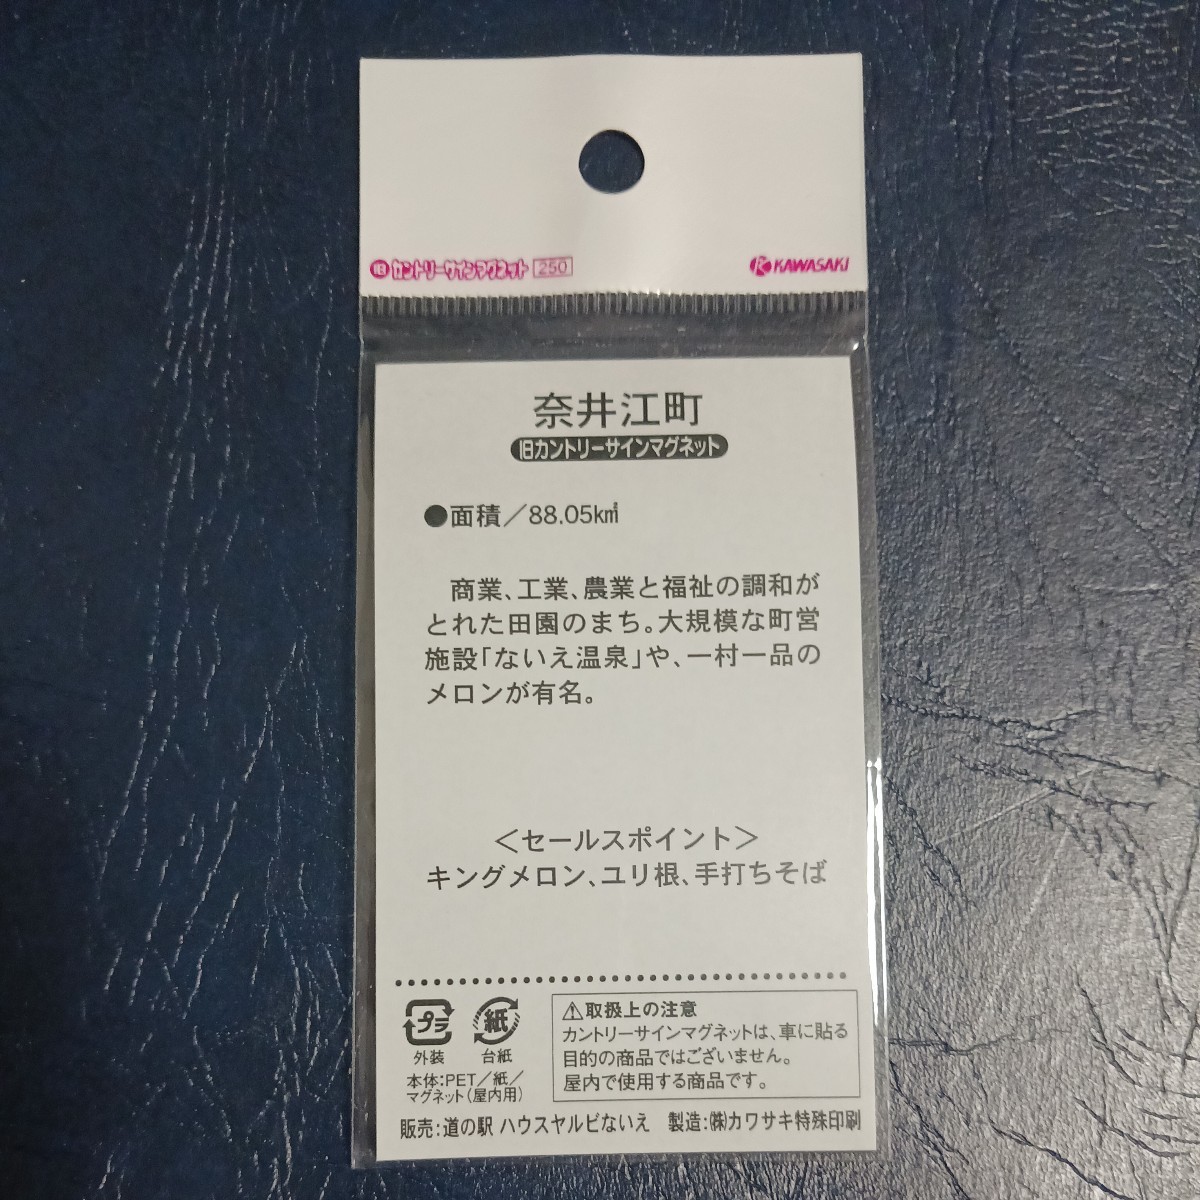 旧 カントリーサインマグネット 250 KAWASAKI
奈井江町
旧カントリーサインマグネット
●面積／88.05km²
商業、工業、農業と福祉の調和が
とれた田園のまち。大規模な町営
施設「ないえ温泉」や、一村一品の
メロンが有名。
＜セールスポイント＞
キングメロン、ユリ根、手打ちそば
プラ 紙
外装 台紙
本体：PET／紙／
マグネット（屋内用）
⚠取扱上の注意
カントリーサインマグネットは、車に貼る
目的の商品ではございません。
屋内で使用する商品です。
販売：道の駅 ハウスヤルビないえ 製造：㈱カワサキ特殊印刷